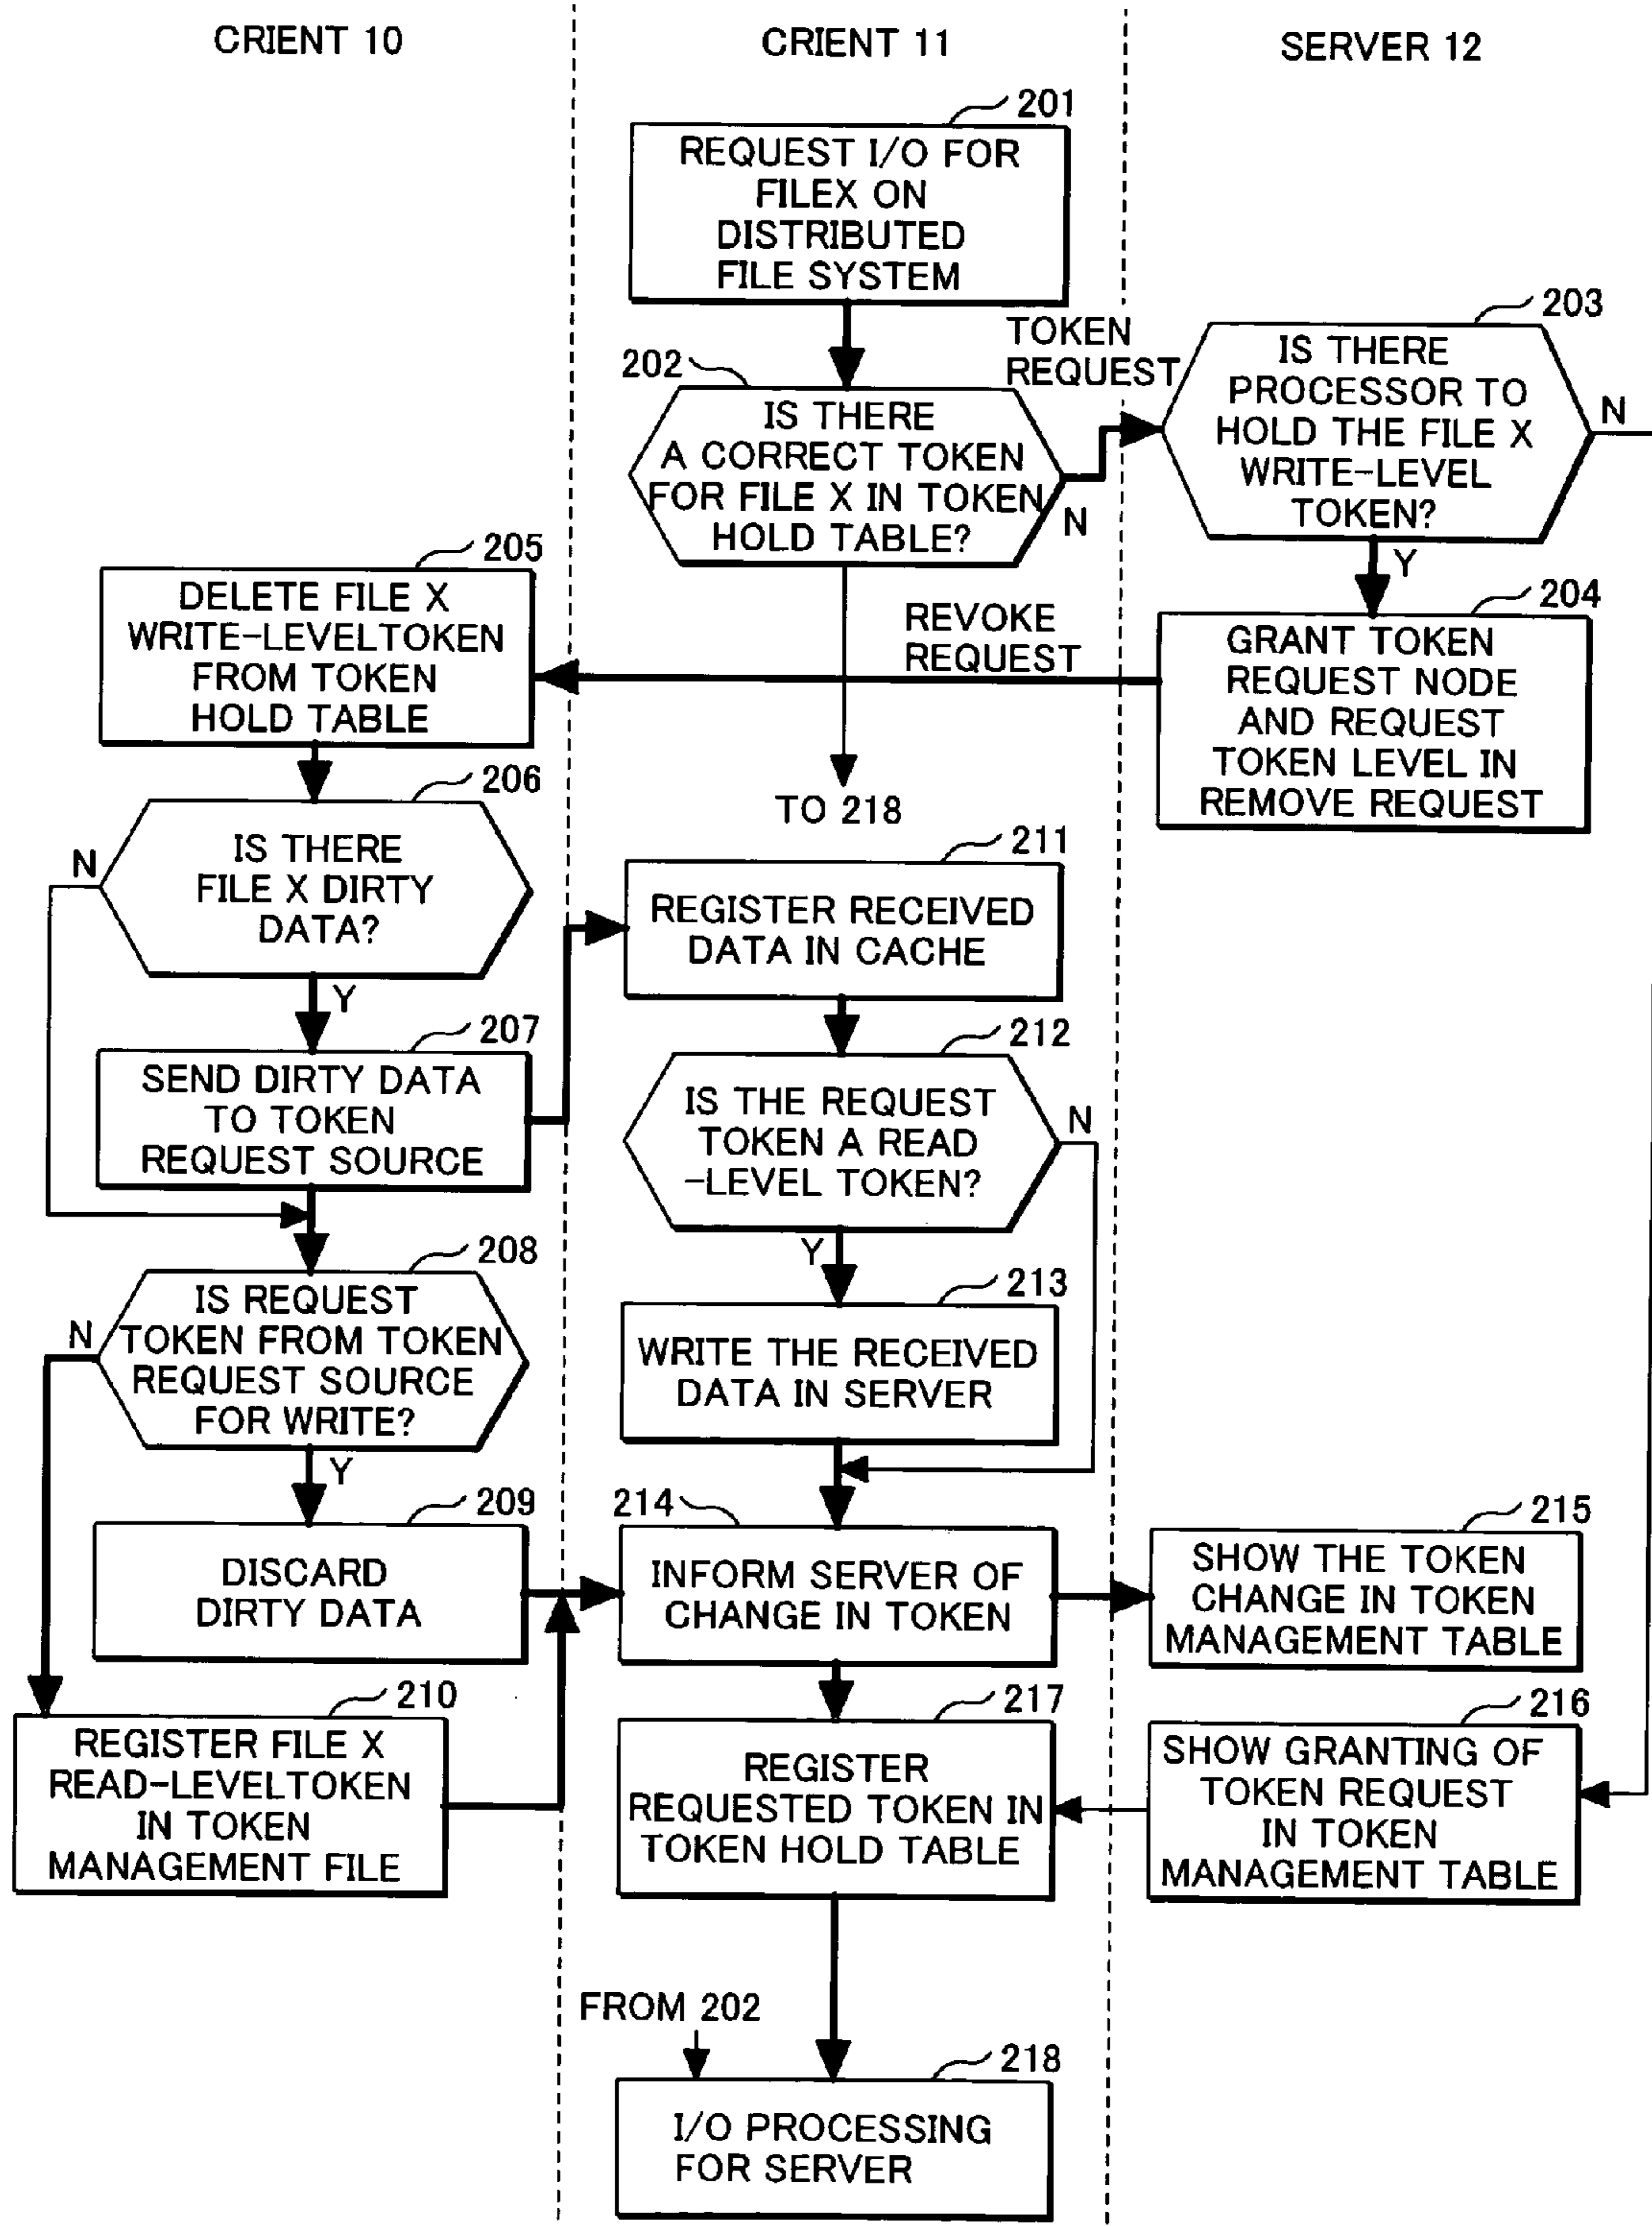 CRIENT 10
CRIENT 11
SERVER 12
201
REQUEST I/O FOR
FILEX ON
DISTRIBUTED
FILE SYSTEM
202
IS THERE
A CORRECT TOKEN
FOR FILE X IN TOKEN
HOLD TABLE?
N
TOKEN
REQUEST
203
IS THERE
PROCESSOR TO
HOLD THE FILE X
WRITE-LEVEL
TOKEN?
N
Y
204
GRANT TOKEN
REQUEST NODE
AND REQUEST
TOKEN LEVEL IN
REMOVE REQUEST
REVOKE
REQUEST
TO 218
205
DELETE FILE X
WRITE-LEVELTOKEN
FROM TOKEN
HOLD TABLE
206
IS THERE
FILE X DIRTY
DATA?
N
Y
207
SEND DIRTY DATA
TO TOKEN
REQUEST SOURCE
208
IS REQUEST
TOKEN FROM TOKEN
REQUEST SOURCE
FOR WRITE?
N
Y
209
DISCARD
DIRTY DATA
210
REGISTER FILE X
READ-LEVELTOKEN
IN TOKEN
MANAGEMENT FILE
211
REGISTER RECEIVED
DATA IN CACHE
212
IS THE REQUEST
TOKEN A READ
-LEVEL TOKEN?
N
Y
213
WRITE THE RECEIVED
DATA IN SERVER
214
INFORM SERVER OF
CHANGE IN TOKEN
215
SHOW THE TOKEN
CHANGE IN TOKEN
MANAGEMENT TABLE
216
SHOW GRANTING OF
TOKEN REQUEST
IN TOKEN
MANAGEMENT TABLE
217
REGISTER
REQUESTED TOKEN IN
TOKEN HOLD TABLE
FROM 202
218
I/O PROCESSING
FOR SERVER